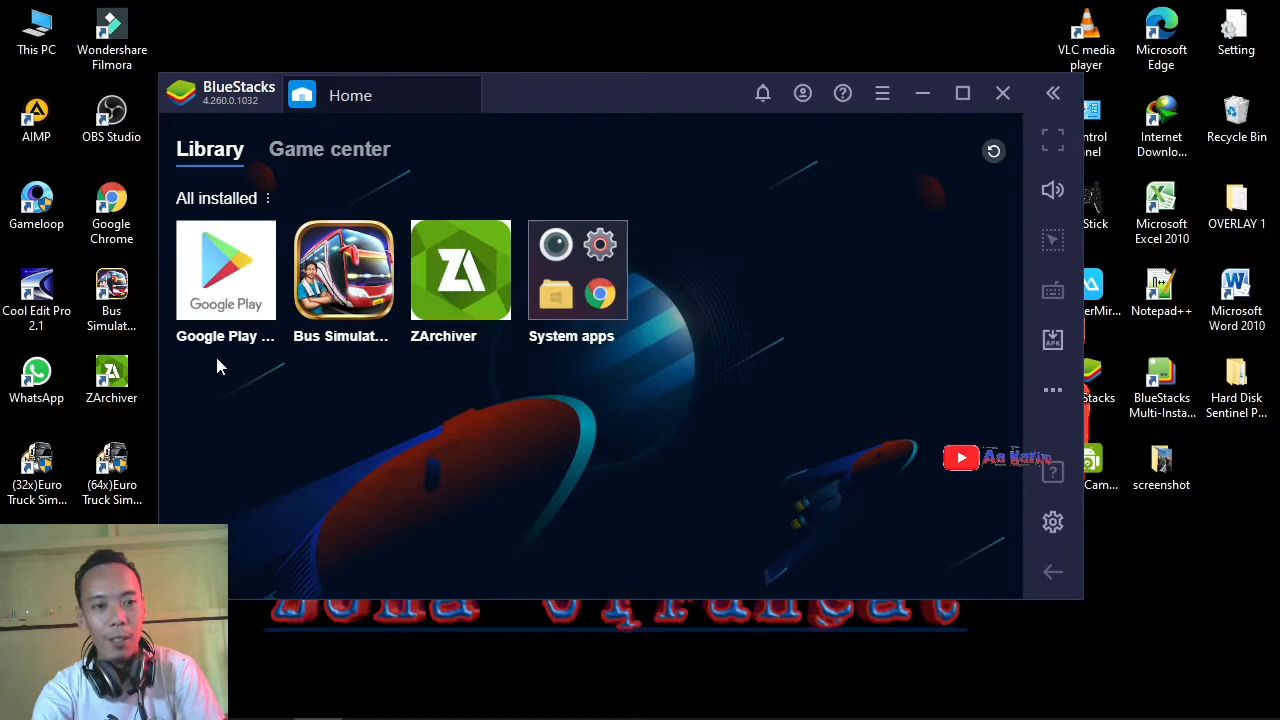 This PC
Wondershare
Filmora
AIMP
OBS Studio
Gameloop
Google
Chrome
Cool Edit Pro
2.1
Bus
Simulat...
WhatsApp
ZArchiver
(32x)Euro
Truck Sim...
(64x)Euro
Truck Sim...
BlueStacks
4.260.0.1032
Home
Library
Game center
All installed
Google Play
Google Play ...
Bus Simulat...
ZA
ZArchiver
System apps
APK
VLC media
player
Microsoft
Edge
Setting
Internet
Downlo...
Recycle Bin
Stick
Microsoft
Excel 2010
OVERLAY 1
Notepad++
Microsoft
Word 2010
Stacks
BlueStacks
Multi-Insta...
Hard Disk
Sentinel P...
Cam...
screenshot